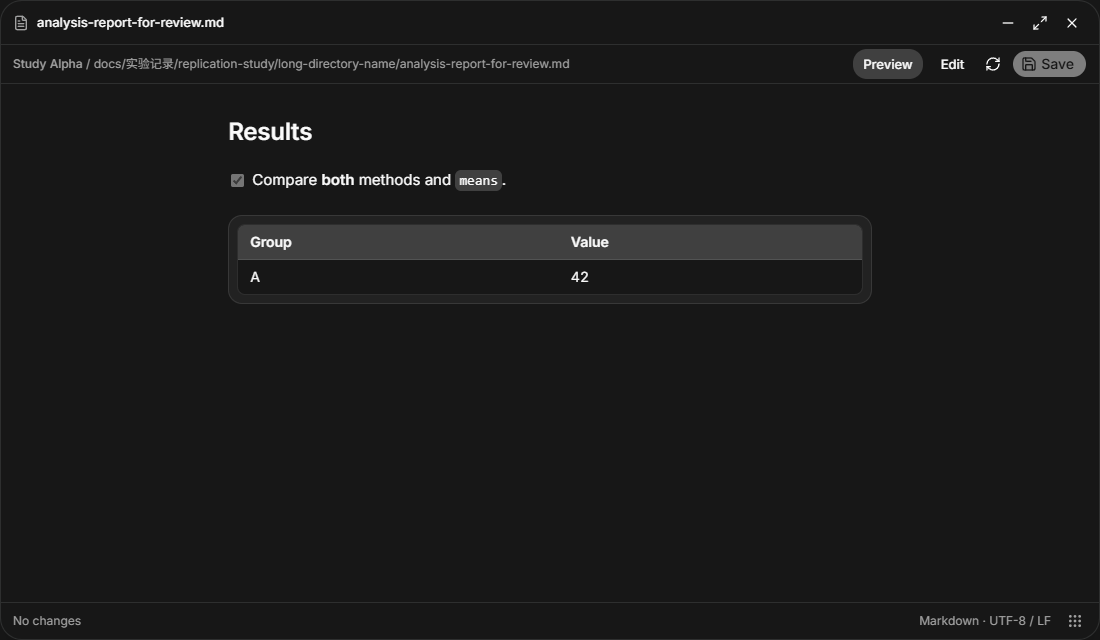 analysis-report-for-review.md
Study Alpha / docs/实验记录/replication-study/long-directory-name/analysis-report-for-review.md
Preview
Edit
Save
Results
Compare both methods and means.
Group Value
A 42
No changes
Markdown · UTF-8 / LF